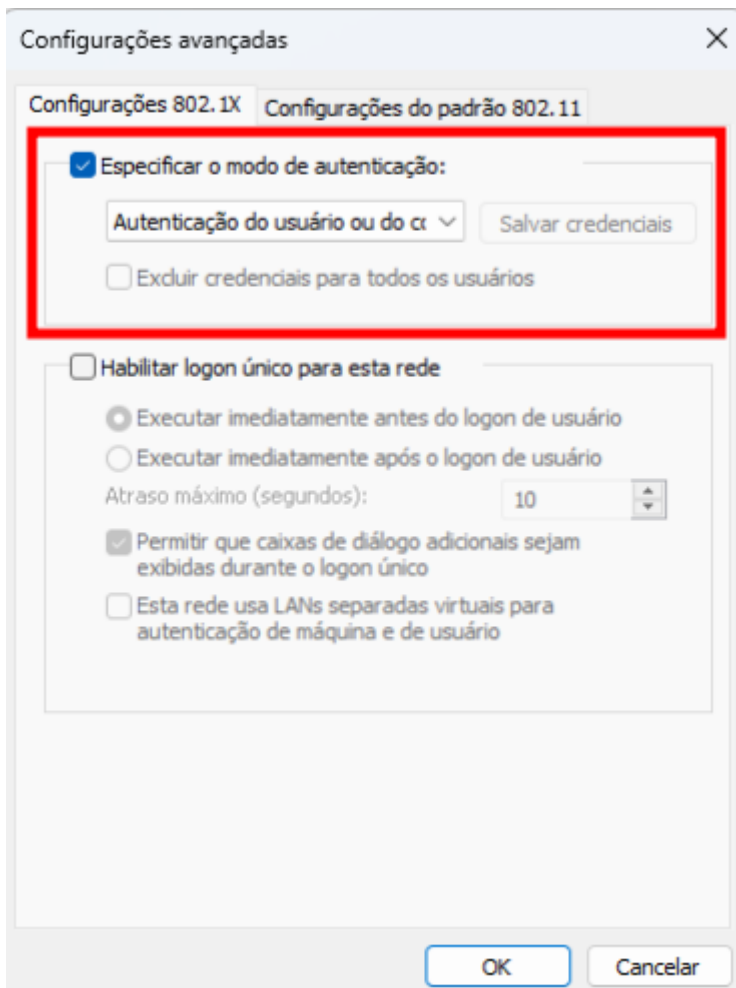 Configurações avançadas
Configurações 802.1X
Configurações do padrão 802.11
Especificar o modo de autenticação:
Autenticação do usuário ou do cc
Salvar credenciais
Excluir credenciais para todos os usuários
Habilitar logon único para esta rede
Executar imediatamente antes do logon de usuário
Executar imediatamente após o logon de usuário
Atraso máximo (segundos):
10
Permitir que caixas de diálogo adicionais sejam
exibidas durante o logon único
Esta rede usa LANs separadas virtuais para
autenticação de máquina e de usuário
OK
Cancelar